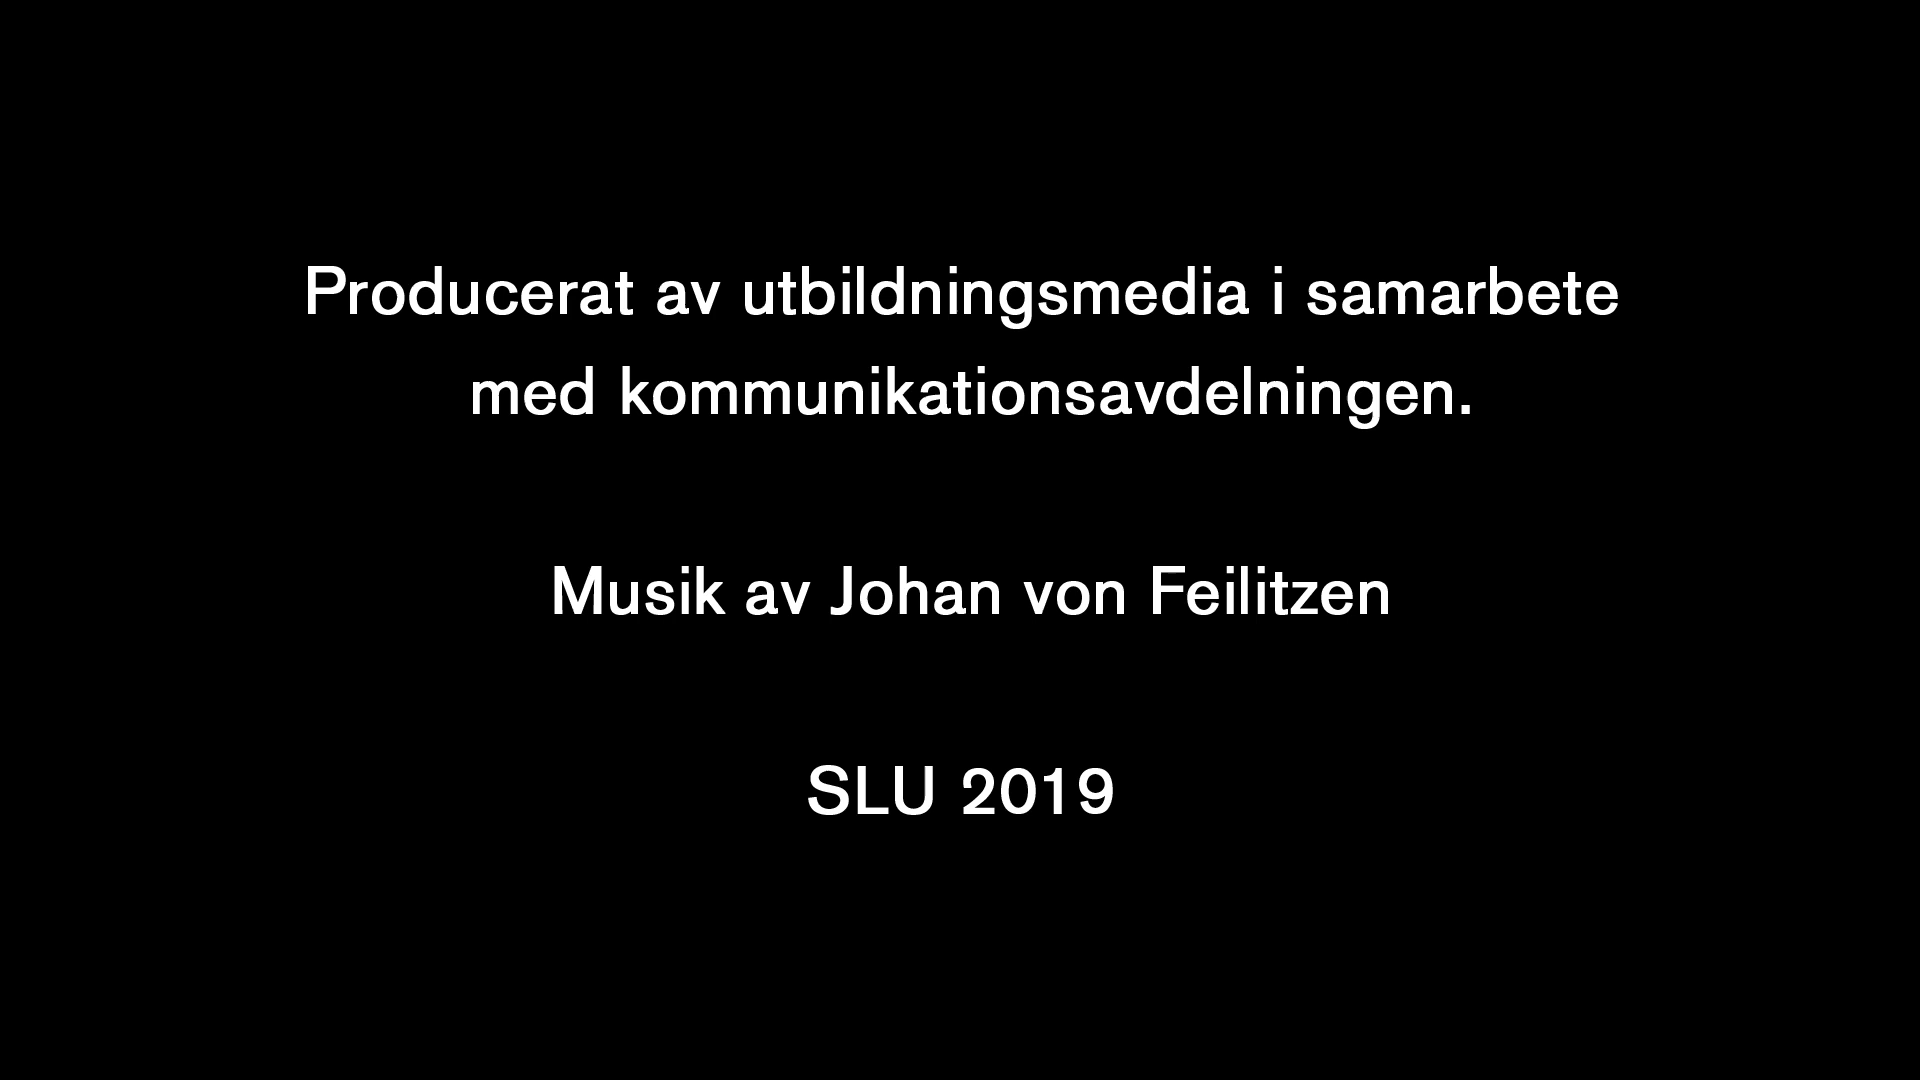 Producerat av utbildningsmedia i samarbete
med kommunikationsavdelningen.
Musik av Johan von Feilitzen
SLU 2019